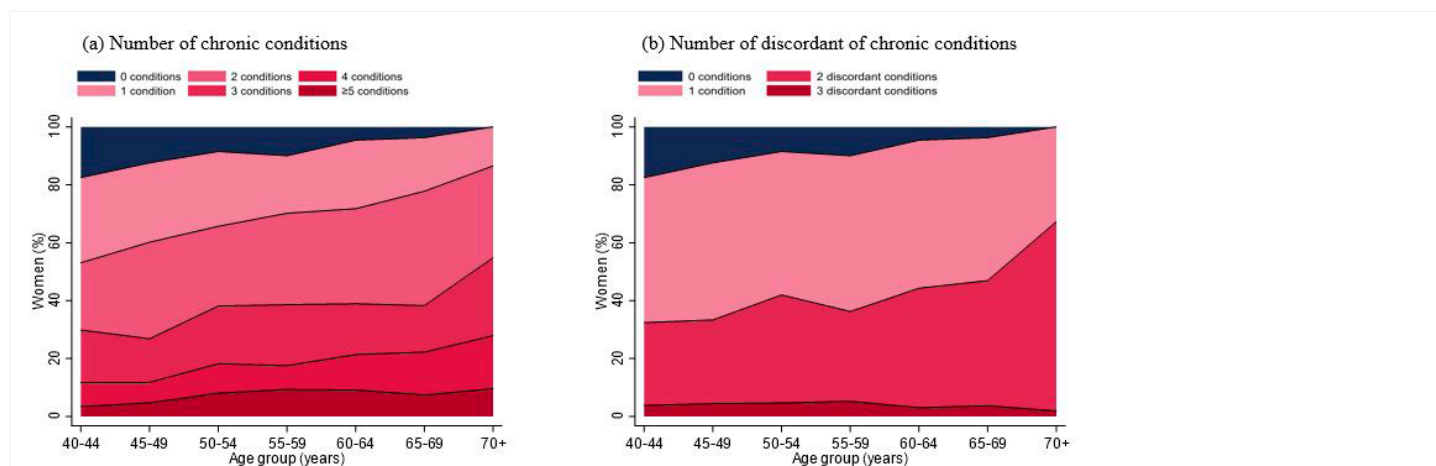 (a) Number of chronic conditions
0 conditions
2 conditions
4 conditions
1 condition
3 conditions
≥5 conditions
Women (%)
100
80
60
40
20
0
40-44
45-49
50-54
55-59
60-64
65-69
70+
Age group (years)
(b) Number of discordant of chronic conditions
0 conditions
2 discordant conditions
1 condition
3 discordant conditions
Women (%)
100
80
60
40
20
0
40-44
45-49
50-54
55-59
60-64
65-69
70+
Age group (years)